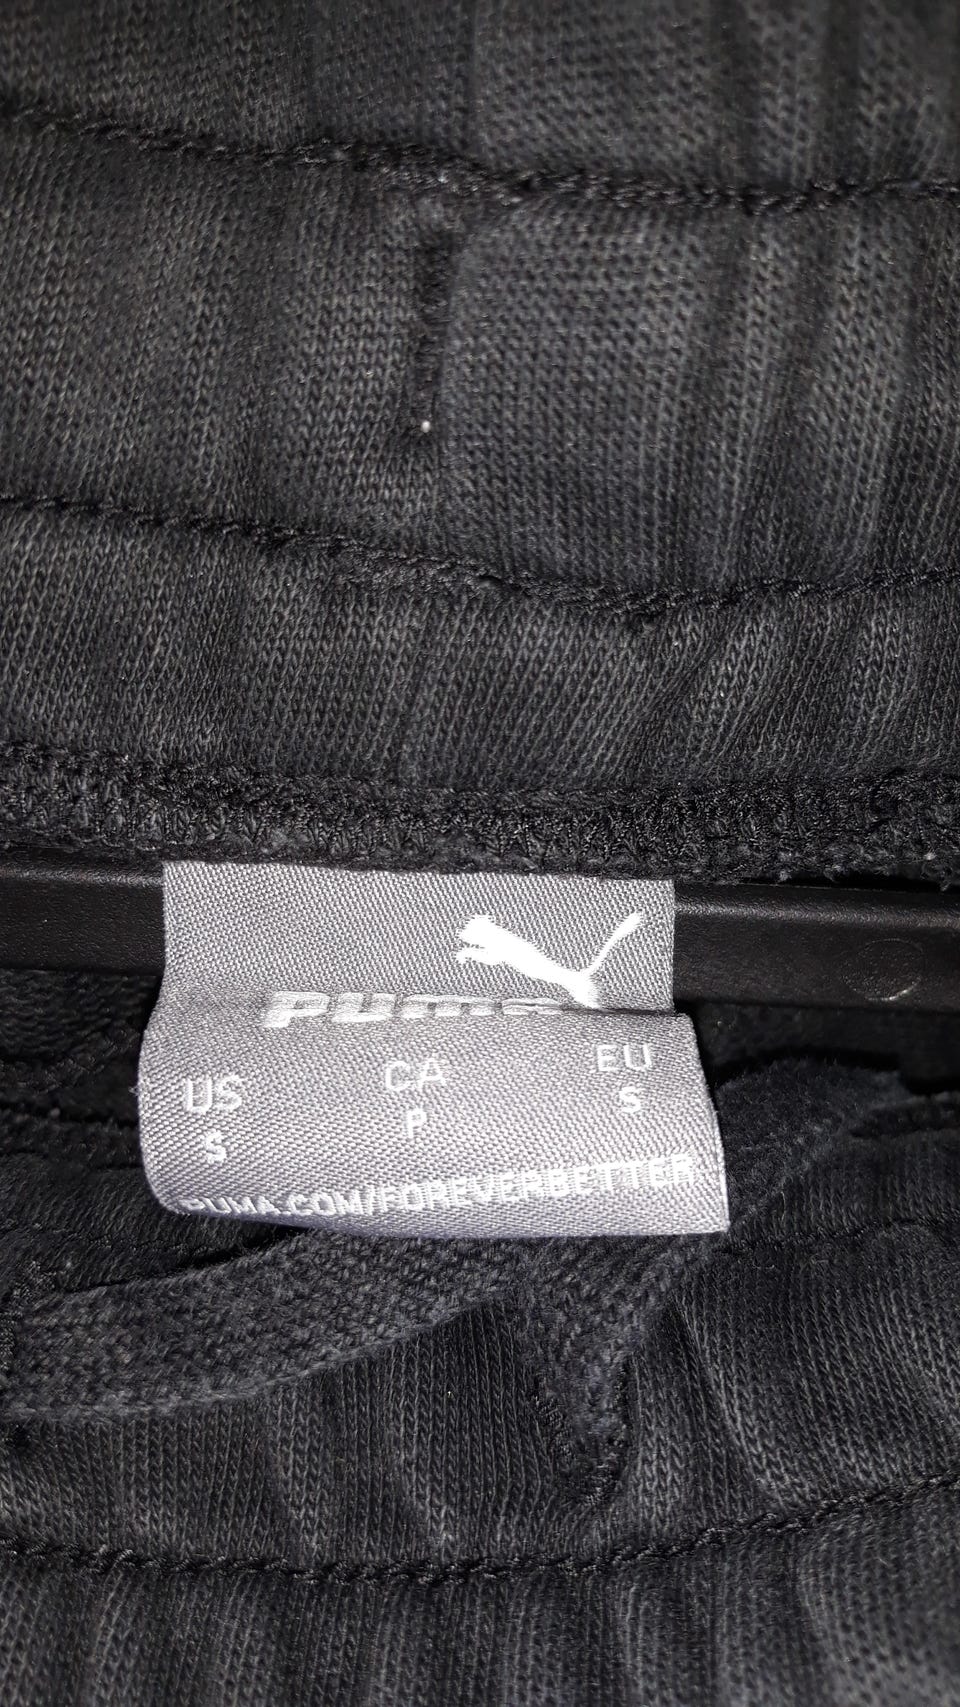 PUMA
US CA EU
S P S
PUMA.COM/FOREVERBETTER